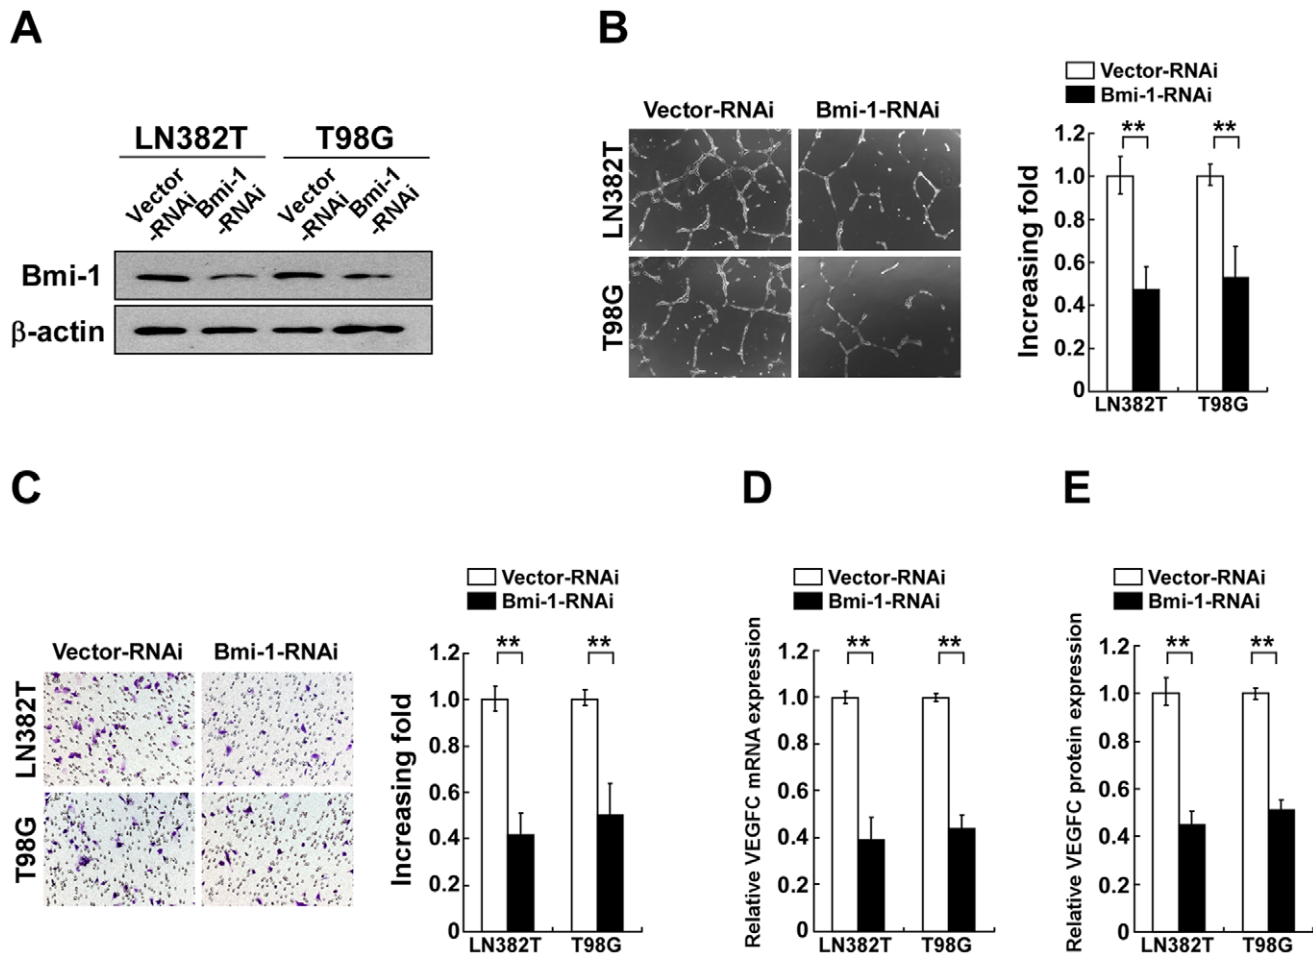 A
LN382T T98G
Vector
-RNAi
Bmi-1
-RNAi
Vector
-RNAi
Bmi-1
-RNAi
Bmi-1
β-actin
B
Vector-RNAi Bmi-1-RNAi
LN382T
T98G
Vector-RNAi
Bmi-1-RNAi
** **
Increasing fold
1.2
1.0
0.8
0.6
0.4
0.2
0
LN382T T98G
C
Vector-RNAi Bmi-1-RNAi
LN382T
T98G
Vector-RNAi
Bmi-1-RNAi
** **
Increasing fold
1.2
1.0
0.8
0.6
0.4
0.2
0
LN382T T98G
D
Vector-RNAi
Bmi-1-RNAi
** **
Relative VEGFC mRNA expression
1.2
1.0
0.8
0.6
0.4
0.2
0
LN382T T98G
E
Vector-RNAi
Bmi-1-RNAi
** **
Relative VEGFC protein expression
1.2
1.0
0.8
0.6
0.4
0.2
0
LN382T T98G